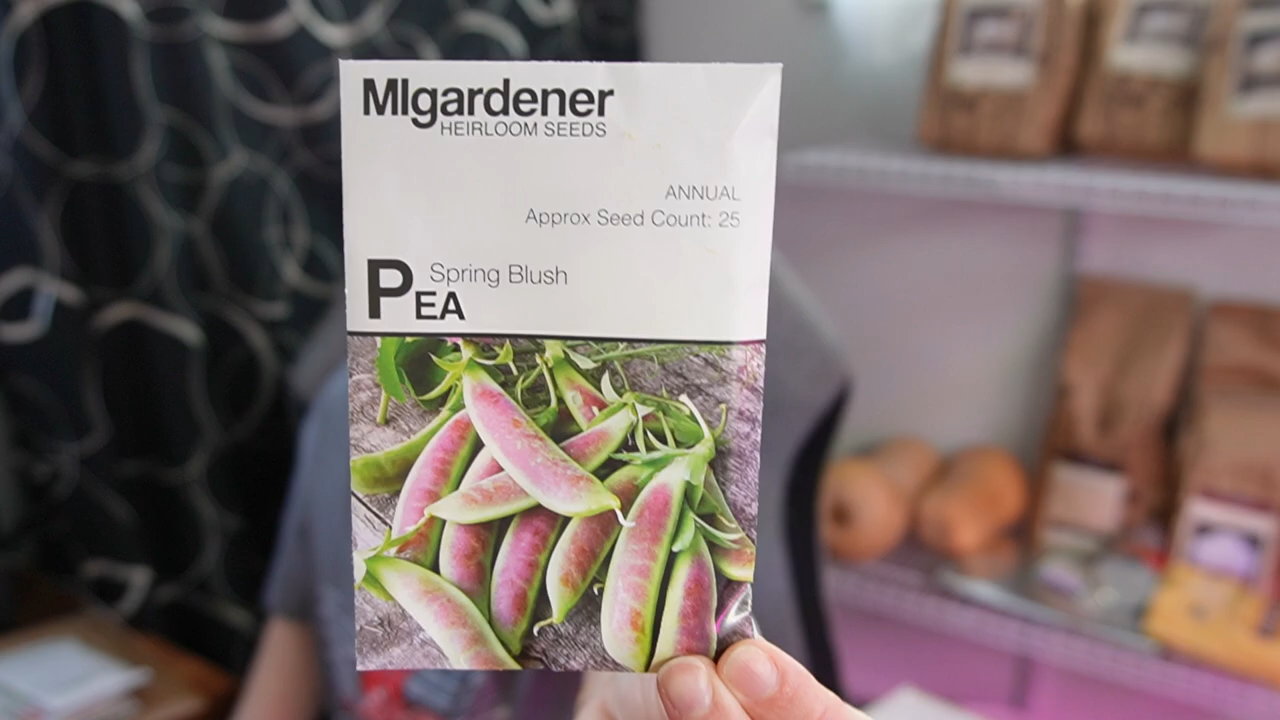 MIgardener
HEIRLOOM SEEDS
ANNUAL
Approx Seed Count: 25
Spring Blush
PEA